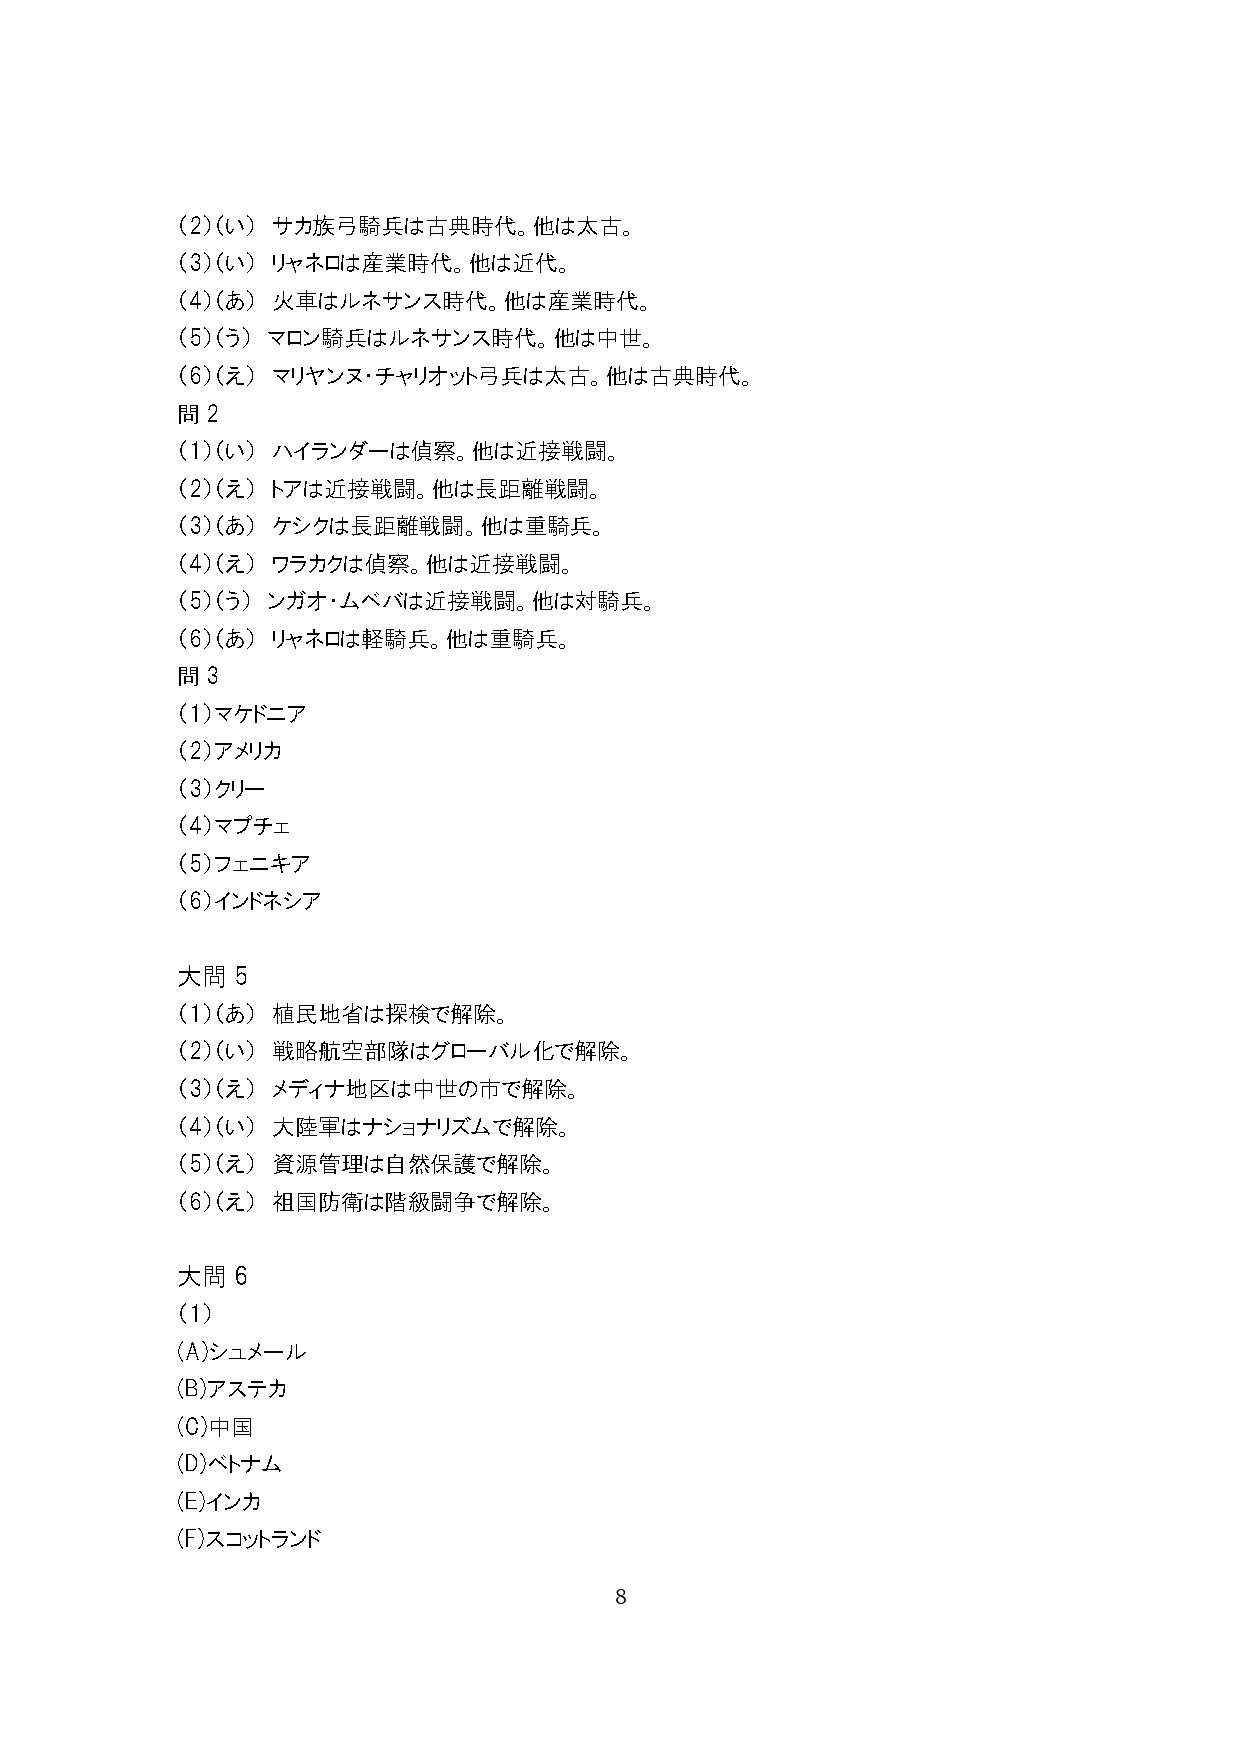 (2)(い) サカ族弓騎兵は古典時代。他は太古。
(3)(い) リャネロは産業時代。他は近代。
(4)(あ) 火車はルネサンス時代。他は産業時代。
(5)(う) マロン騎兵はルネサンス時代。他は中世。
(6)(え) マリヤンヌ・チャリオット弓兵は太古。他は古典時代。
問 2
(1)(い) ハイランダーは偵察。他は近接戦闘。
(2)(え) トアは近接戦闘。他は長距離戦闘。
(3)(あ) ケシクは長距離戦闘。他は重騎兵。
(4)(え) ワラカクは偵察。他は近接戦闘。
(5)(う) ンガオ・ムベバは近接戦闘。他は対騎兵。
(6)(あ) リャネロは軽騎兵。他は重騎兵。
問 3
(1)マケドニア
(2)アメリカ
(3)クリー
(4)マプチェ
(5)フェニキア
(6)インドネシア
大問 5
(1)(あ) 植民地省は探検で解除。
(2)(い) 戦略航空部隊はグローバル化で解除。
(3)(え) メディナ地区は中世の市で解除。
(4)(い) 大陸軍はナショナリズムで解除。
(5)(え) 資源管理は自然保護で解除。
(6)(え) 祖国防衛は階級闘争で解除。
大問 6
(1)
(A)シュメール
(B)アステカ
(C)中国
(D)ベトナム
(E)インカ
(F)スコットランド
8